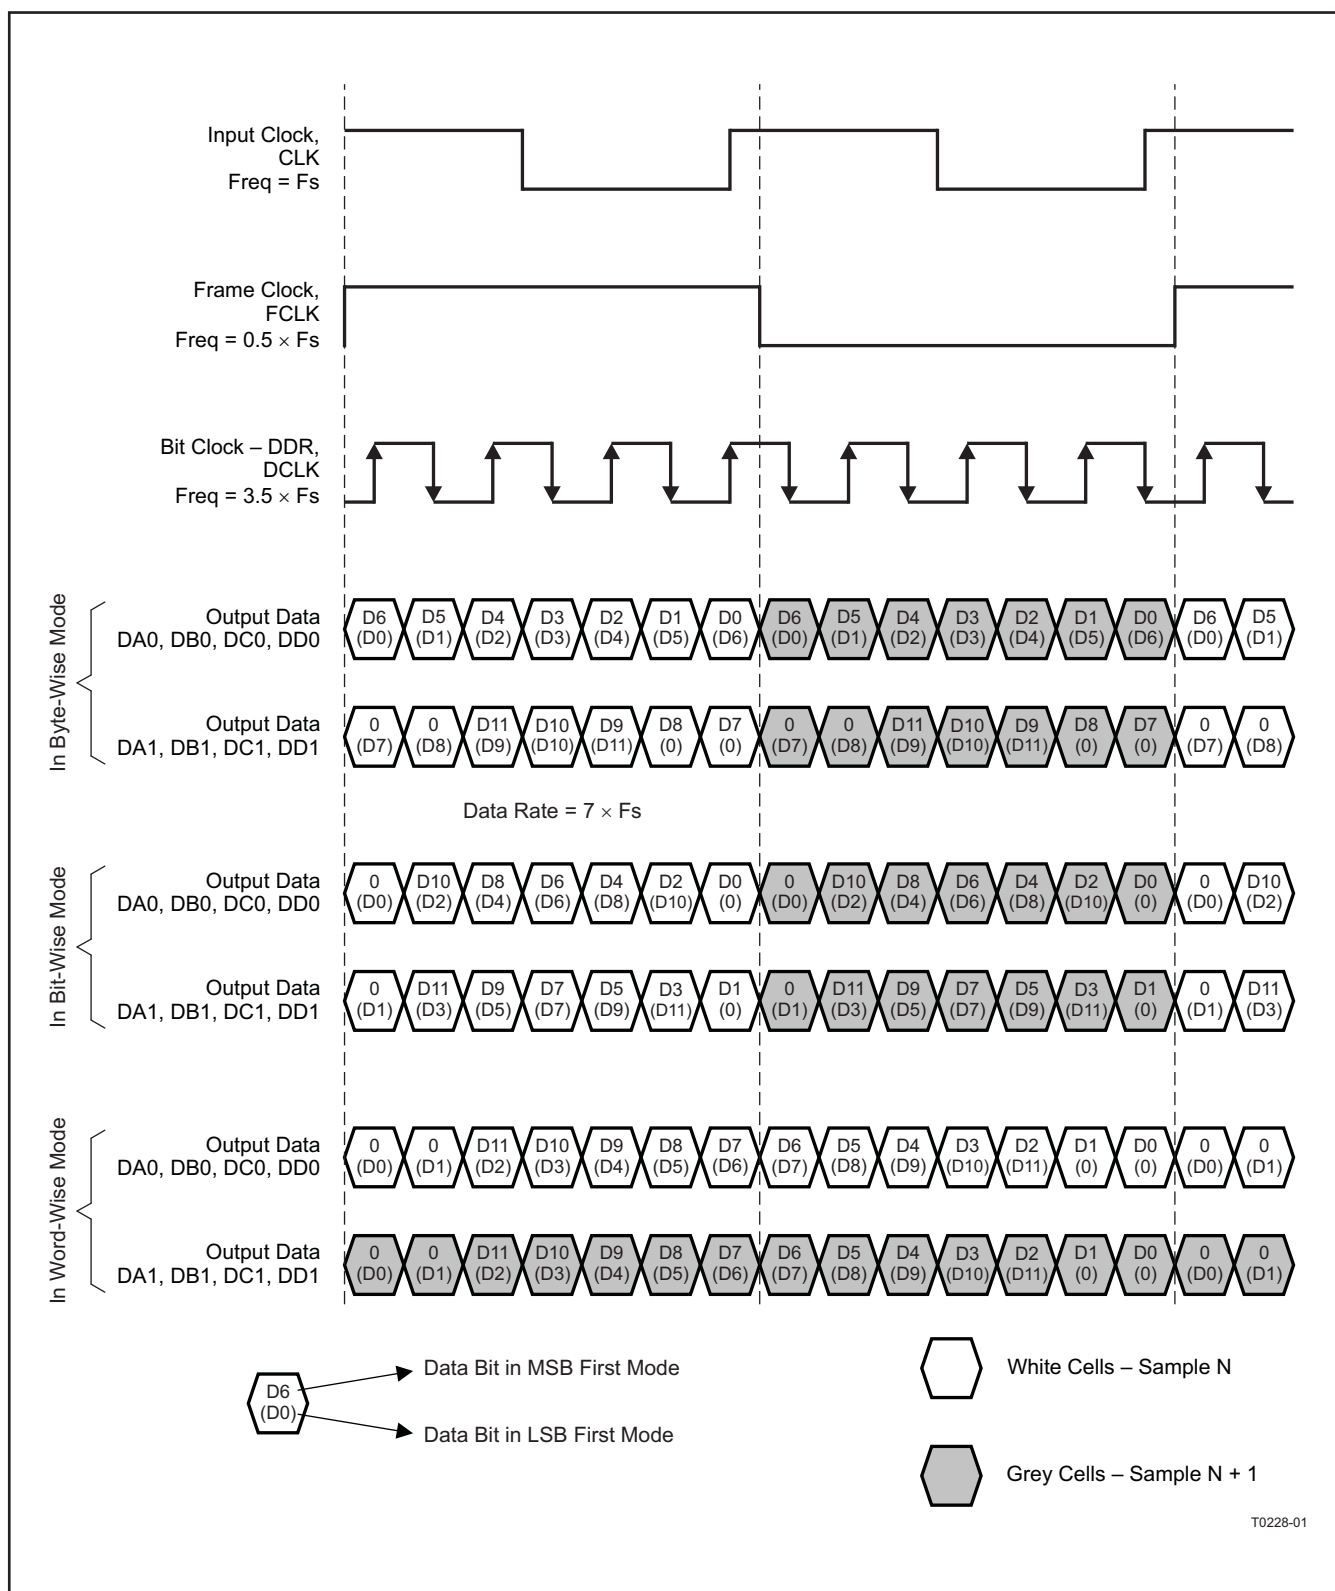 Input Clock,
CLK
Freq = Fs
Frame Clock,
FCLK
Freq = 0.5 × Fs
Bit Clock – DDR,
DCLK
Freq = 3.5 × Fs
In Byte-Wise Mode
Output Data
DA0, DB0, DC0, DD0
D6 D5 D4 D3 D2 D1 D0 D6 D5 D4 D3 D2 D1 D0 D6 D5
(D0) (D1) (D2) (D3) (D4) (D5) (D6) (D0) (D1) (D2) (D3) (D4) (D5) (D6) (D0) (D1)
Output Data
DA1, DB1, DC1, DD1
0 0 D11 D10 D9 D8 D7 0 0 D11 D10 D9 D8 D7 0 0
(D7) (D8) (D9) (D10) (D11) (0) (0) (D7) (D8) (D9) (D10) (D11) (0) (0) (D7) (D8)
Data Rate = 7 × Fs
In Bit-Wise Mode
Output Data
DA0, DB0, DC0, DD0
0 D10 D8 D6 D4 D2 D0 0 D10 D8 D6 D4 D2 D0 0 D10
(D0) (D2) (D4) (D6) (D8) (D10) (0) (D0) (D2) (D4) (D6) (D8) (D10) (0) (D0) (D2)
Output Data
DA1, DB1, DC1, DD1
0 D11 D9 D7 D5 D3 D1 0 D11 D9 D7 D5 D3 D1 0 D11
(D1) (D3) (D5) (D7) (D9) (D11) (0) (D1) (D3) (D5) (D7) (D9) (D11) (0) (D1) (D3)
In Word-Wise Mode
Output Data
DA0, DB0, DC0, DD0
0 0 D11 D10 D9 D8 D7 D6 D5 D4 D3 D2 D1 D0 0 0
(D0) (D1) (D2) (D3) (D4) (D5) (D6) (D7) (D8) (D9) (D10) (D11) (0) (0) (D0) (D1)
Output Data
DA1, DB1, DC1, DD1
0 0 D11 D10 D9 D8 D7 D6 D5 D4 D3 D2 D1 D0 0 0
(D0) (D1) (D2) (D3) (D4) (D5) (D6) (D7) (D8) (D9) (D10) (D11) (0) (0) (D0) (D1)
D6
(D0)
Data Bit in MSB First Mode
Data Bit in LSB First Mode
White Cells – Sample N
Grey Cells – Sample N + 1
T0228-01